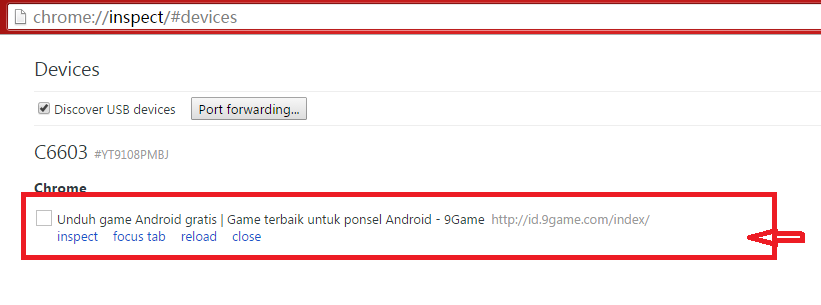 chrome://inspect/#devices
Devices
Discover USB devices Port forwarding...
C6603 #YT9108PMBJ
Chrome
Unduh game Android gratis | Game terbaik untuk ponsel Android - 9Game http://id.9game.com/index/
inspect focus tab reload close